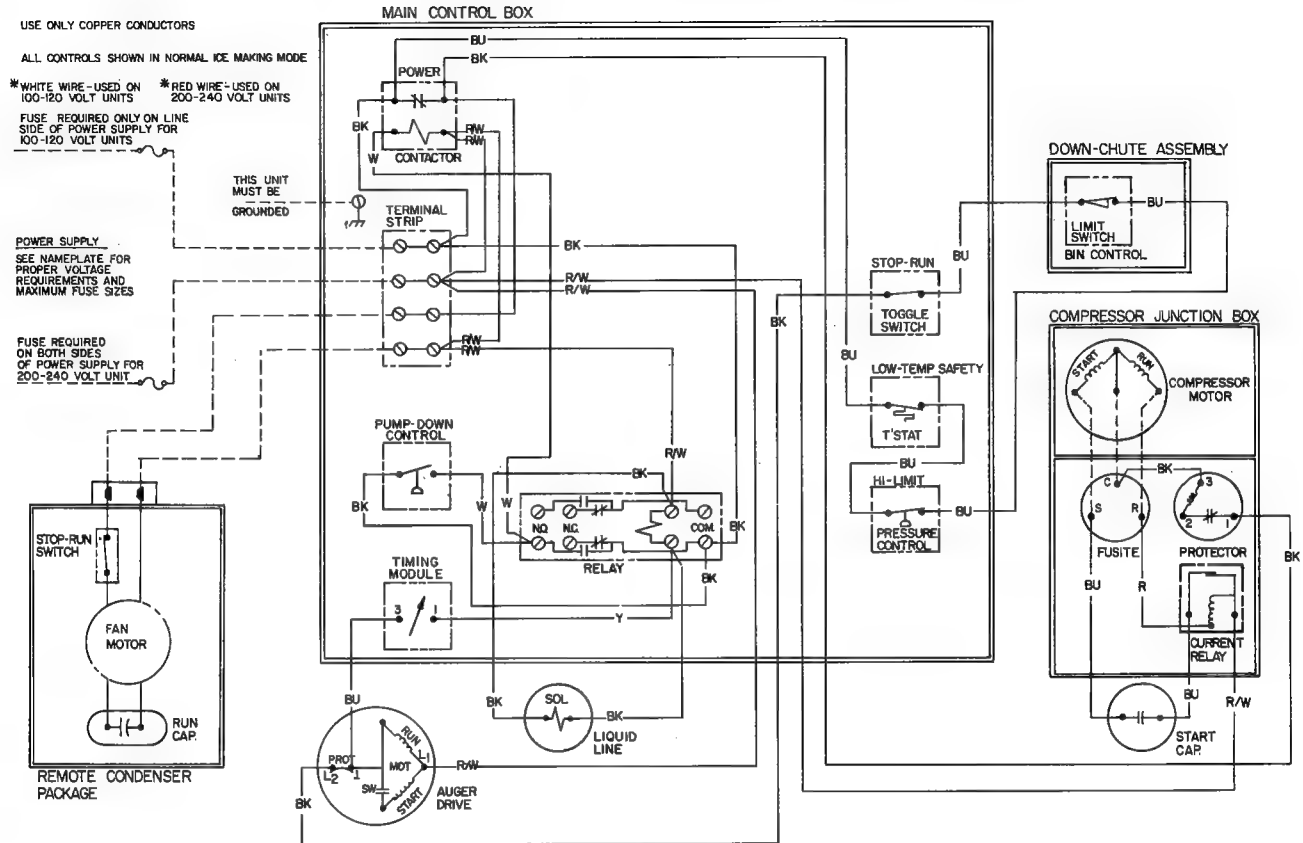 MAIN CONTROL BOX
USE ONLY COPPER CONDUCTORS
ALL CONTROLS SHOWN IN NORMAL ICE MAKING MODE
*WHITE WIRE-USED ON
100-120 VOLT UNITS
*RED WIRE-USED ON
200-240 VOLT UNITS
FUSE REQUIRED ONLY ON LINE
SIDE OF POWER SUPPLY FOR
100-120 VOLT UNITS
THIS UNIT
MUST BE
GROUNDED
POWER SUPPLY
SEE NAMEPLATE FOR
PROPER VOLTAGE
REQUIREMENTS AND
MAXIMUM FUSE SIZES
FUSE REQUIRED
ON BOTH SIDES
OF POWER SUPPLY FOR
200-240 VOLT UNIT
BU
BK
POWER
BK
W
R/W
R/W
CONTACTOR
TERMINAL
STRIP
BK
R/W
R/W
R/W
R/W
PUMP-DOWN
CONTROL
BK
W
W
R/W
BK
N.O.
N.C.
COM.
BK
RELAY
BK
TIMING
MODULE
3
1
Y
BU
BK
SOL
BK
LIQUID
LINE
PROT
L2
1
RUN
L1
MOT
SW
START
R/W
AUGER
DRIVE
BK
BK
STOP-RUN
TOGGLE
SWITCH
BU
BU
LOW-TEMP SAFETY
T'STAT
BU
HI-LIMIT
BU
PRESSURE
CONTROL
DOWN-CHUTE ASSEMBLY
BU
LIMIT
SWITCH
BIN CONTROL
COMPRESSOR JUNCTION BOX
START
RUN
COMPRESSOR
MOTOR
C
BK
3
S
R
2
1
FUSITE
PROTECTOR
BU
R
BK
CURRENT
RELAY
BU
R/W
START
CAP.
STOP-RUN
SWITCH
FAN
MOTOR
RUN
CAP.
REMOTE CONDENSER
PACKAGE